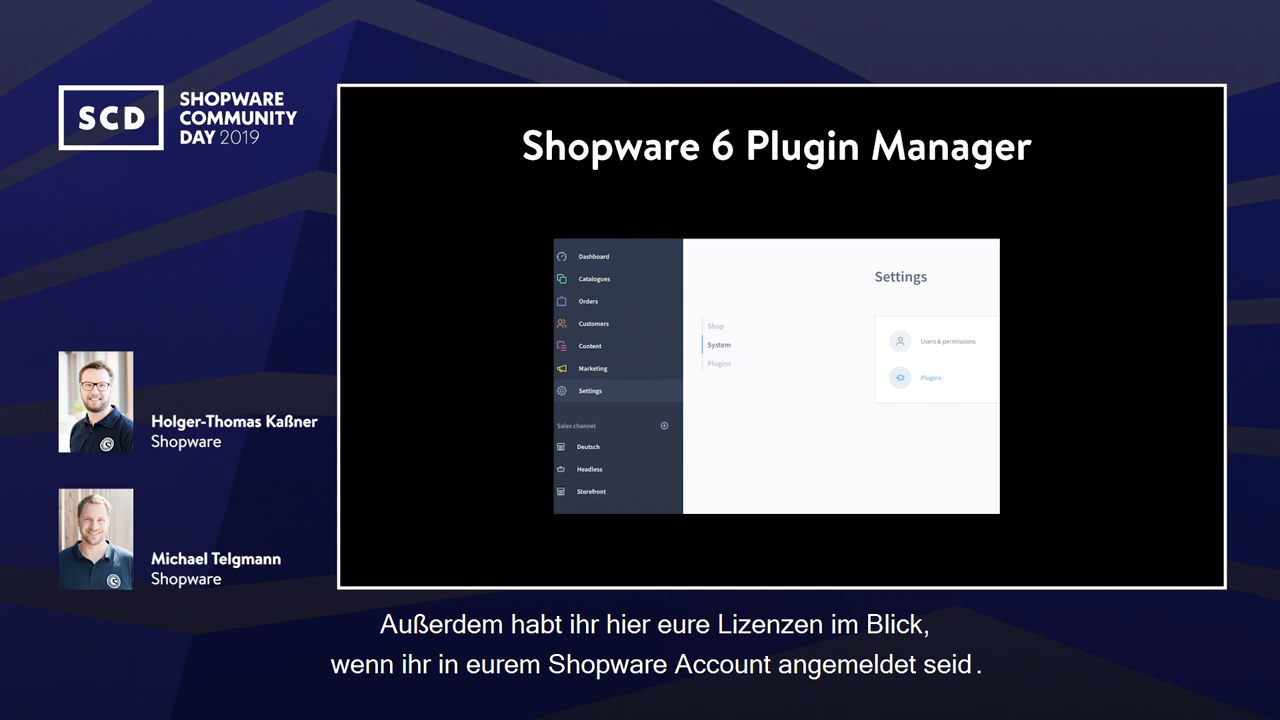 SCD
SHOPWARE
COMMUNITY
DAY 2019
Shopware 6 Plugin Manager
Dashboard
Catalogues
Orders
Customers
Content
Marketing
Settings
Sales channel
Deutsch
Headless
Storefront
Settings
Shop
System
Plugins
Users & permissions
Plugins
Holger-Thomas Kaßner
Shopware
Michael Telgmann
Shopware
Außerdem habt ihr hier eure Lizenzen im Blick,
wenn ihr in eurem Shopware Account angemeldet seid.